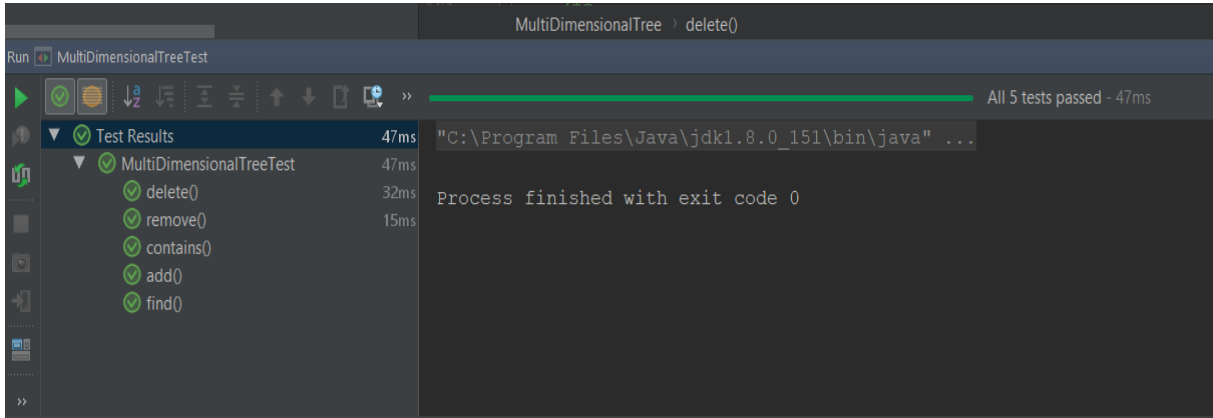 MultiDimensionalTree › delete()
Run MultiDimensionalTreeTest
All 5 tests passed - 47ms
Test Results 47ms
MultiDimensionalTreeTest 47ms
delete() 32ms
remove() 15ms
contains()
add()
find()
"C:\Program Files\Java\jdk1.8.0_151\bin\java" ...
Process finished with exit code 0